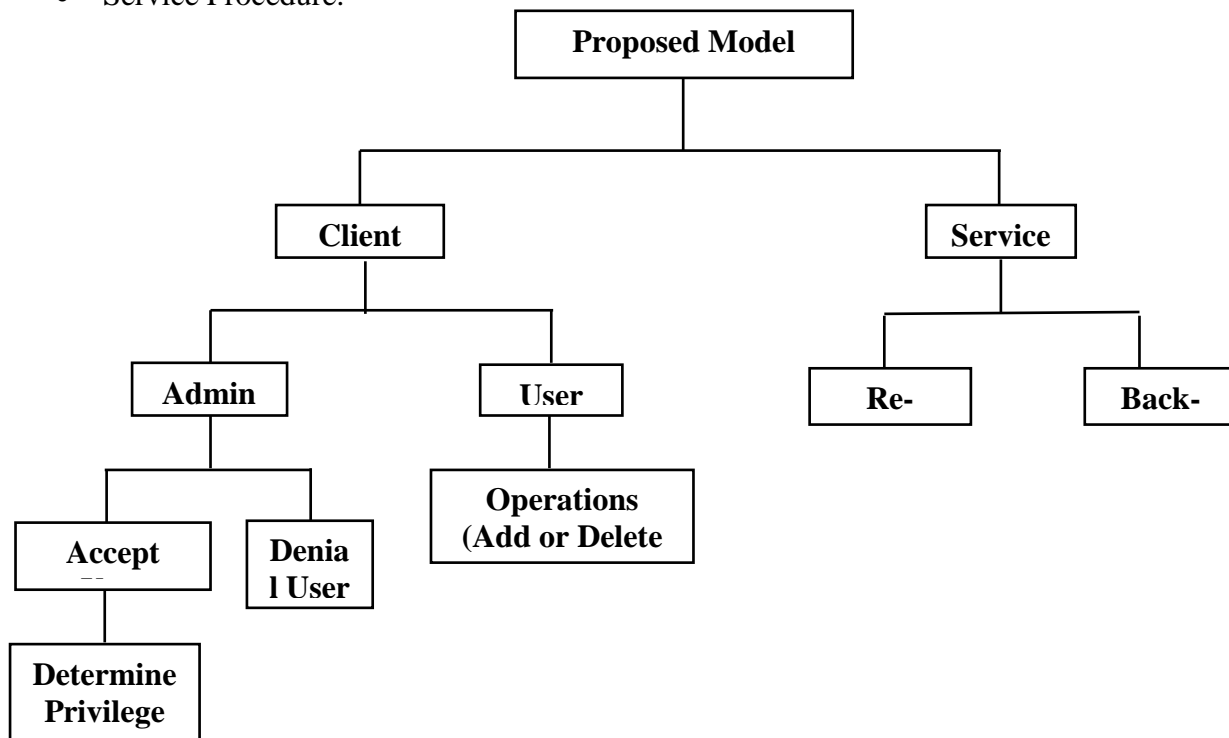 Service Procedure.
Proposed Model
Client
Service
Admin
User
Re-
Back-
Operations
(Add or Delete
Accept
Denia
l User
Determine
Privilege